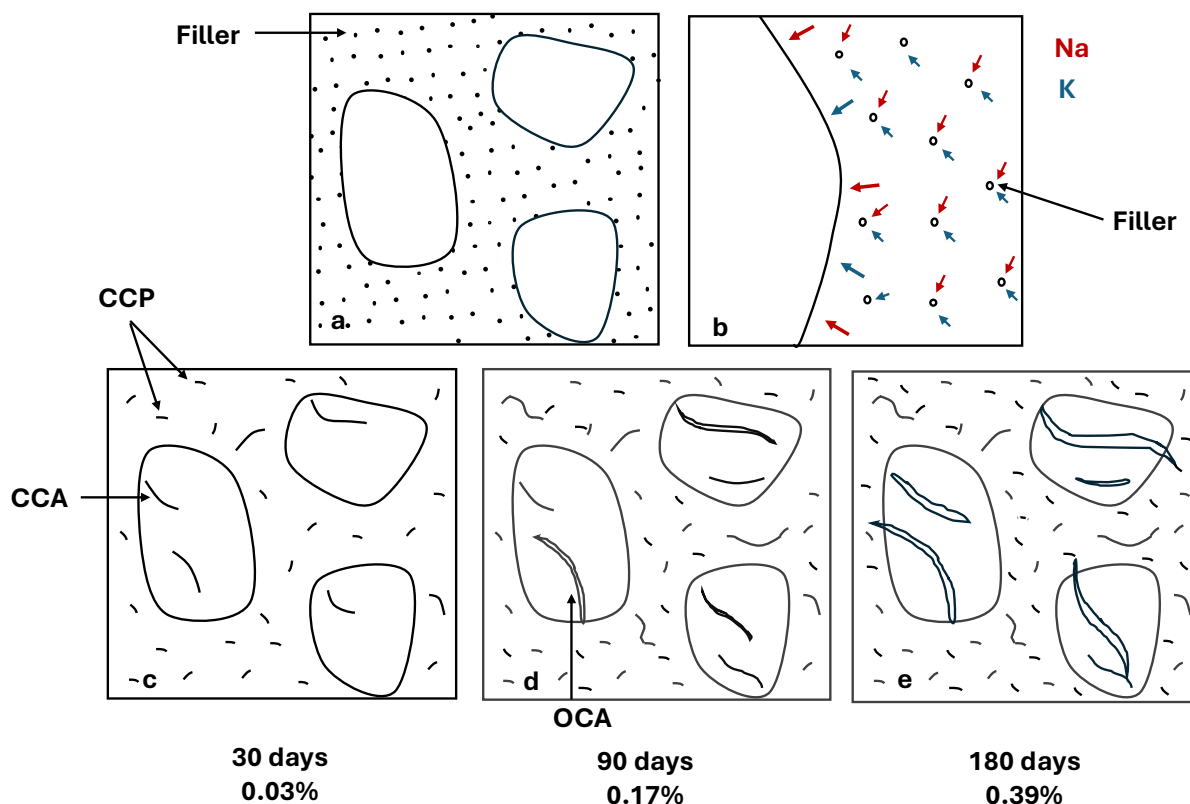 Filler
a
b
Na
K
Filler
CCP
CCA
c
d
e
OCA
30 days
0.03%
90 days
0.17%
180 days
0.39%